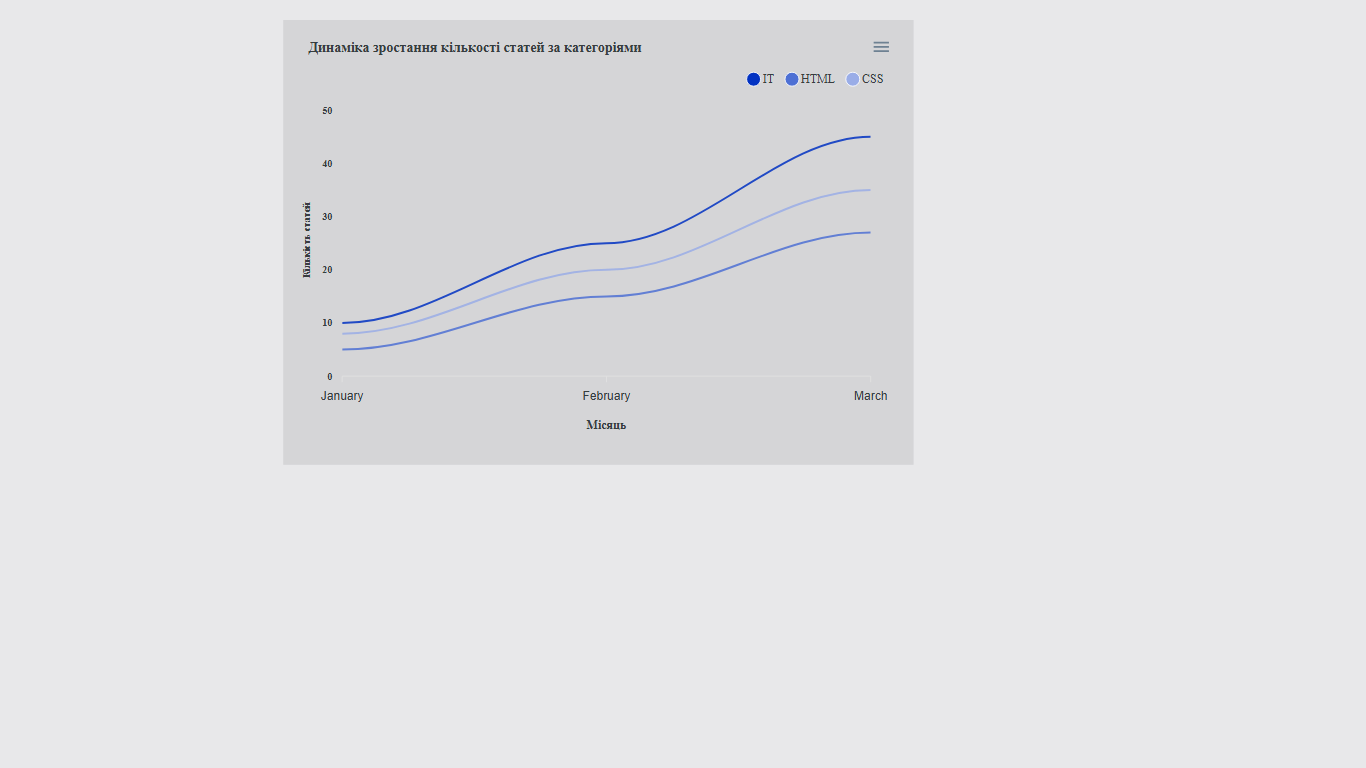 Динаміка зростання кількості статей за категоріями
IT HTML CSS
50
40
30
20
10
0
Кількість статей
January February March
Місяць